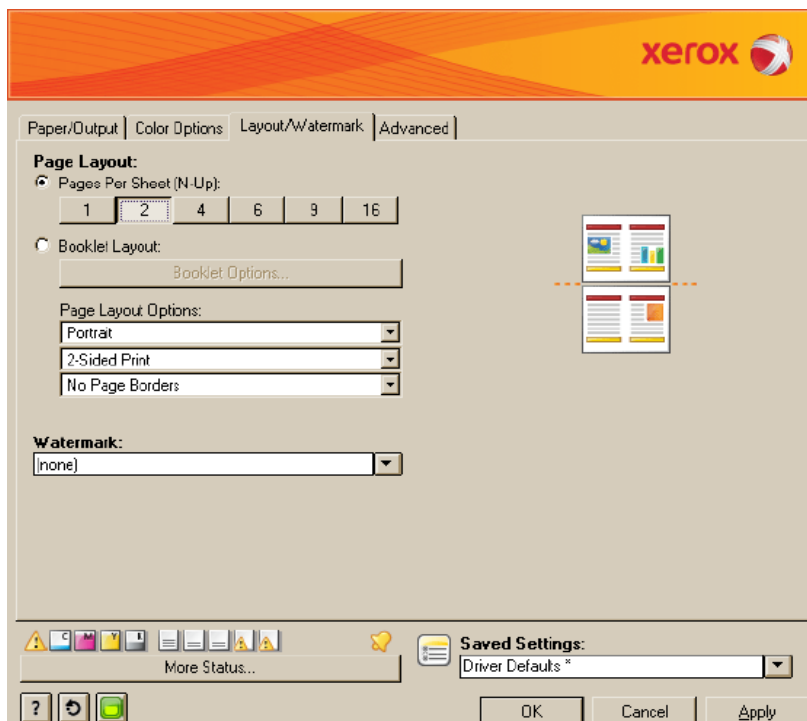 xerox
Paper/Output Color Options Layout/Watermark Advanced
Page Layout:
Pages Per Sheet (N-Up):
1 2 4 6 9 16
Booklet Layout:
Booklet Options...
Page Layout Options:
Portrait
2-Sided Print
No Page Borders
Watermark:
(none)
C M Y K
Saved Settings:
More Status... Driver Defaults *
? OK Cancel Apply